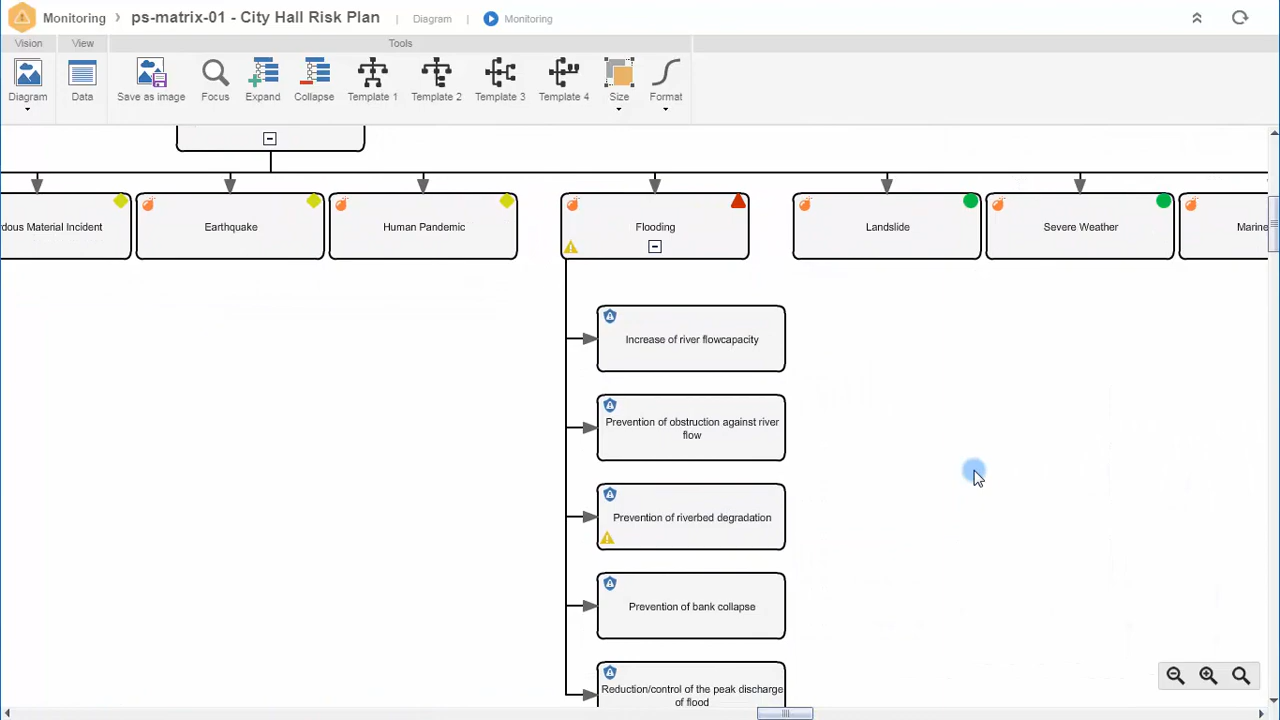 Monitoring > ps-matrix-01 - City Hall Risk Plan | Diagram | Monitoring
Vision View Tools
Diagram Data Save as image Focus Expand Collapse Template 1 Template 2 Template 3 Template 4 Size Format
dous Material Incident Earthquake Human Pandemic Flooding Landslide Severe Weather Marine
Increase of river flowcapacity
Prevention of obstruction against river
flow
Prevention of riverbed degradation
Prevention of bank collapse
Reduction/control of the peak discharge
of flood